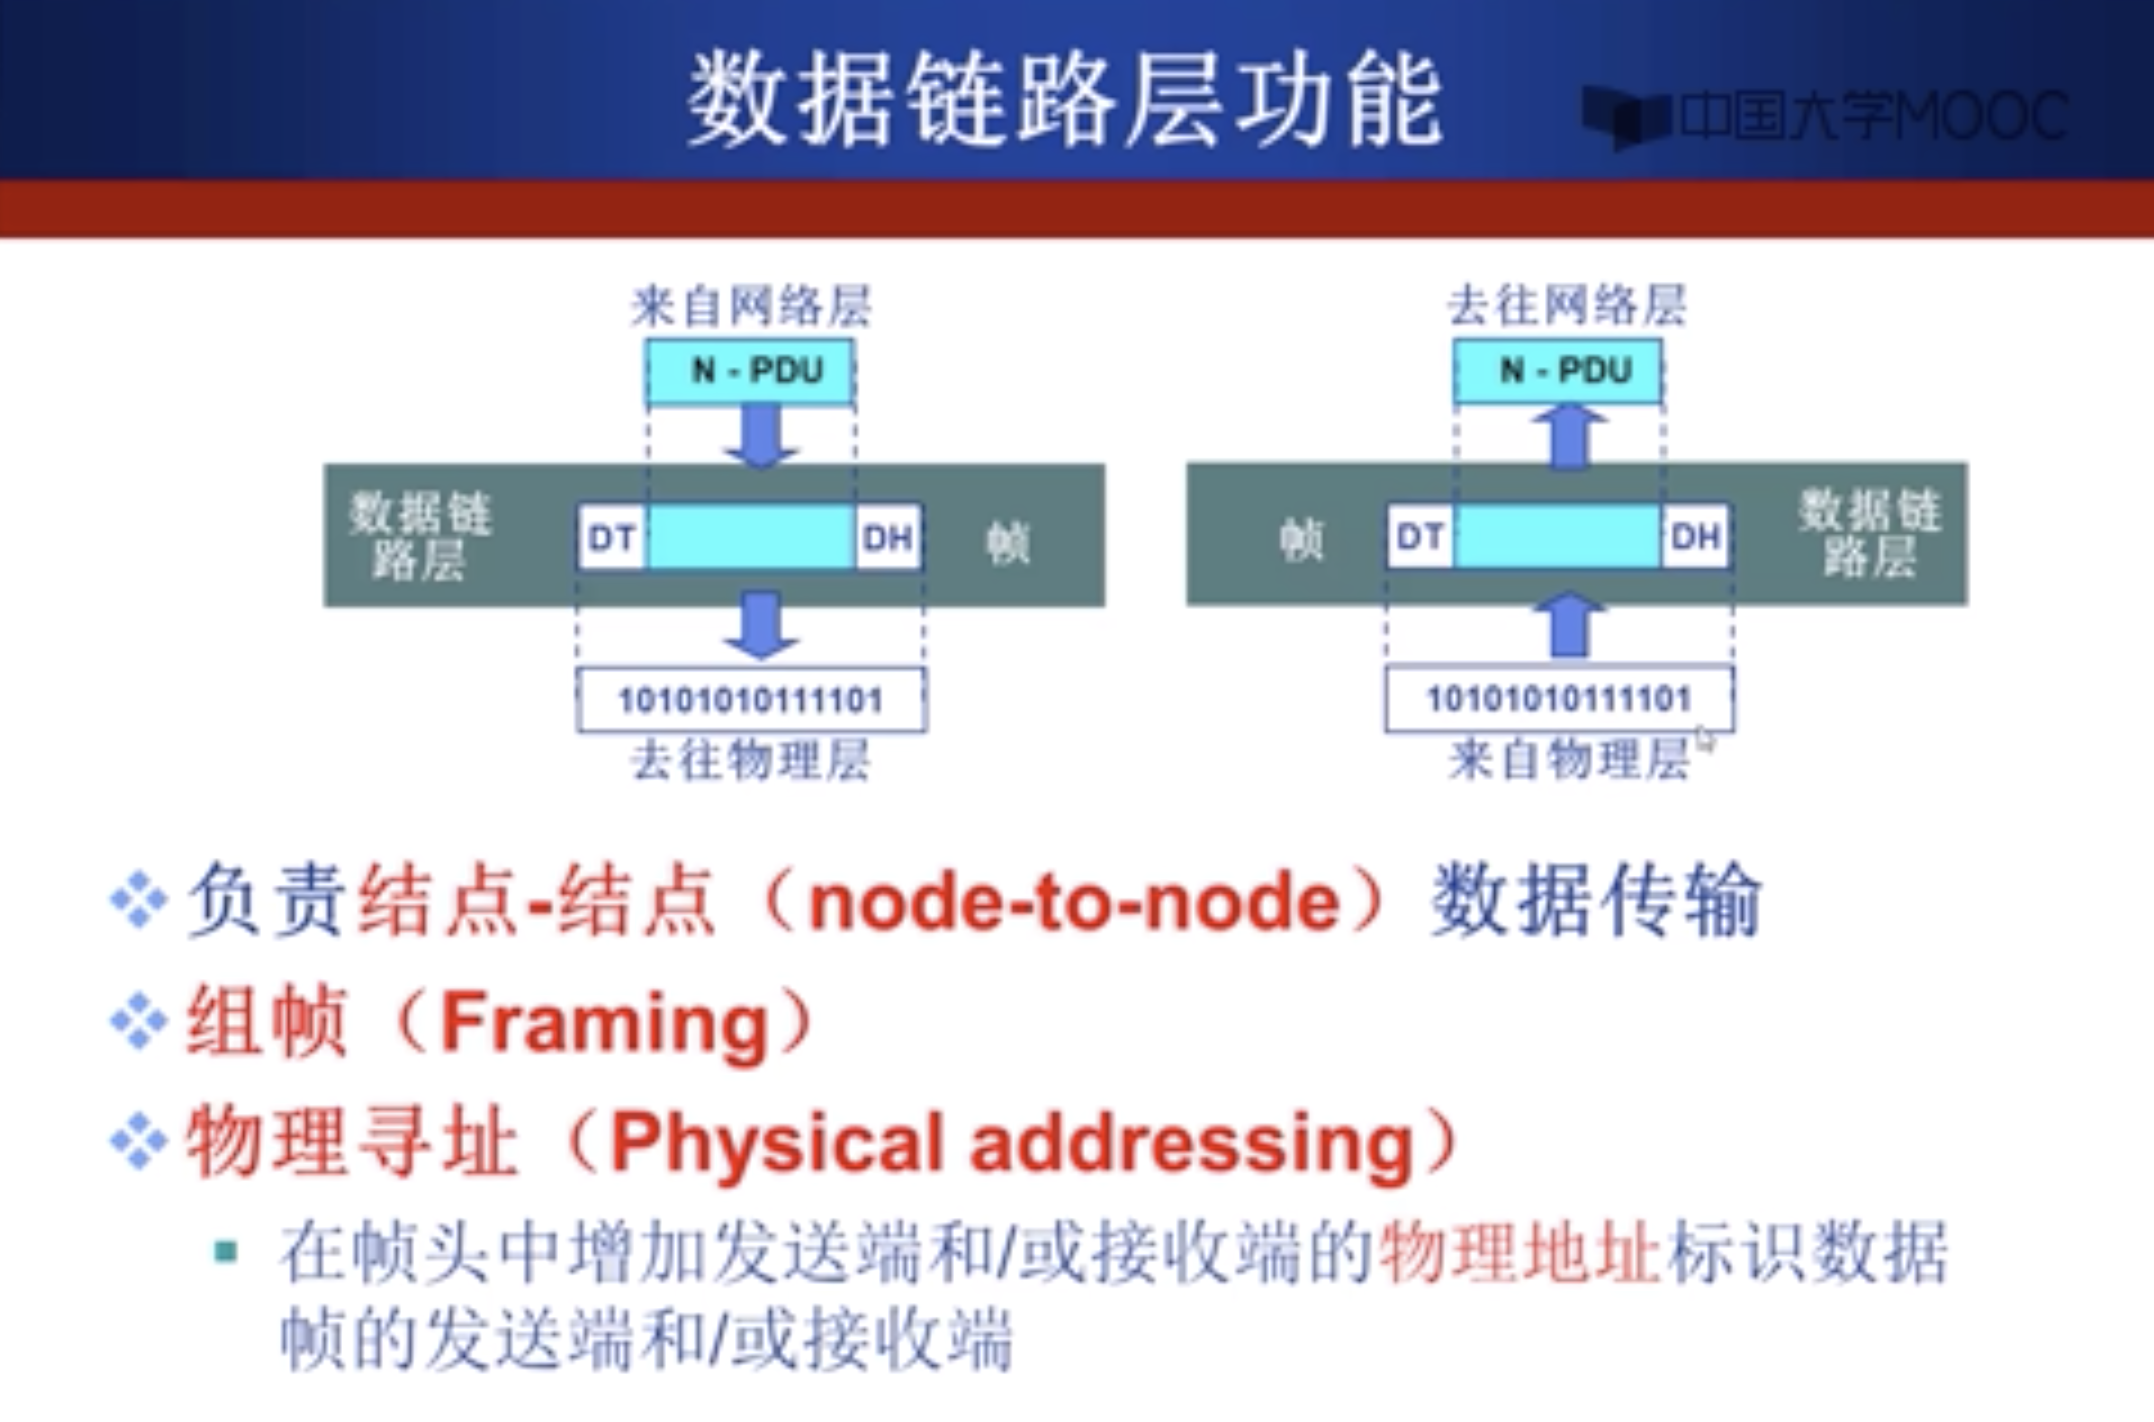 数据链路层功能
中国大学MOOC
来自网络层
去往网络层
N - PDU
N - PDU
数据链
路层
DT
DH
帧
帧
DT
DH
数据链
路层
10101010111101
10101010111101
去往物理层
来自物理层
负责结点-结点（node-to-node）数据传输
组帧（Framing）
物理寻址（Physical addressing）
在帧头中增加发送端和/或接收端的物理地址标识数据
帧的发送端和/或接收端